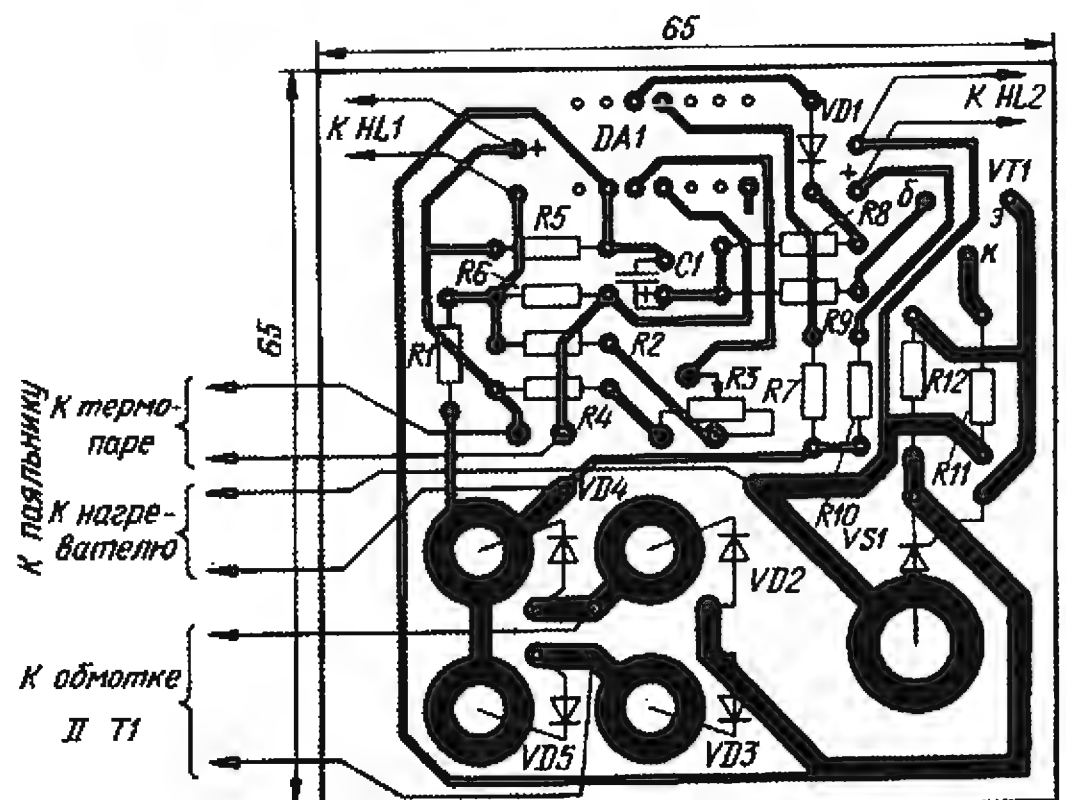 65
К HL1
DA1
VD1
К HL2
+
+
б
VT1
э
R5
R8
к
C1
R6
65
R1
R2
R9
R3
R7
R12
К паяльнику
К термо-
паре
R4
R11
К нагре-
вателю
VD4
R10
VS1
VD2
К обмотке
II T1
VD5
VD3